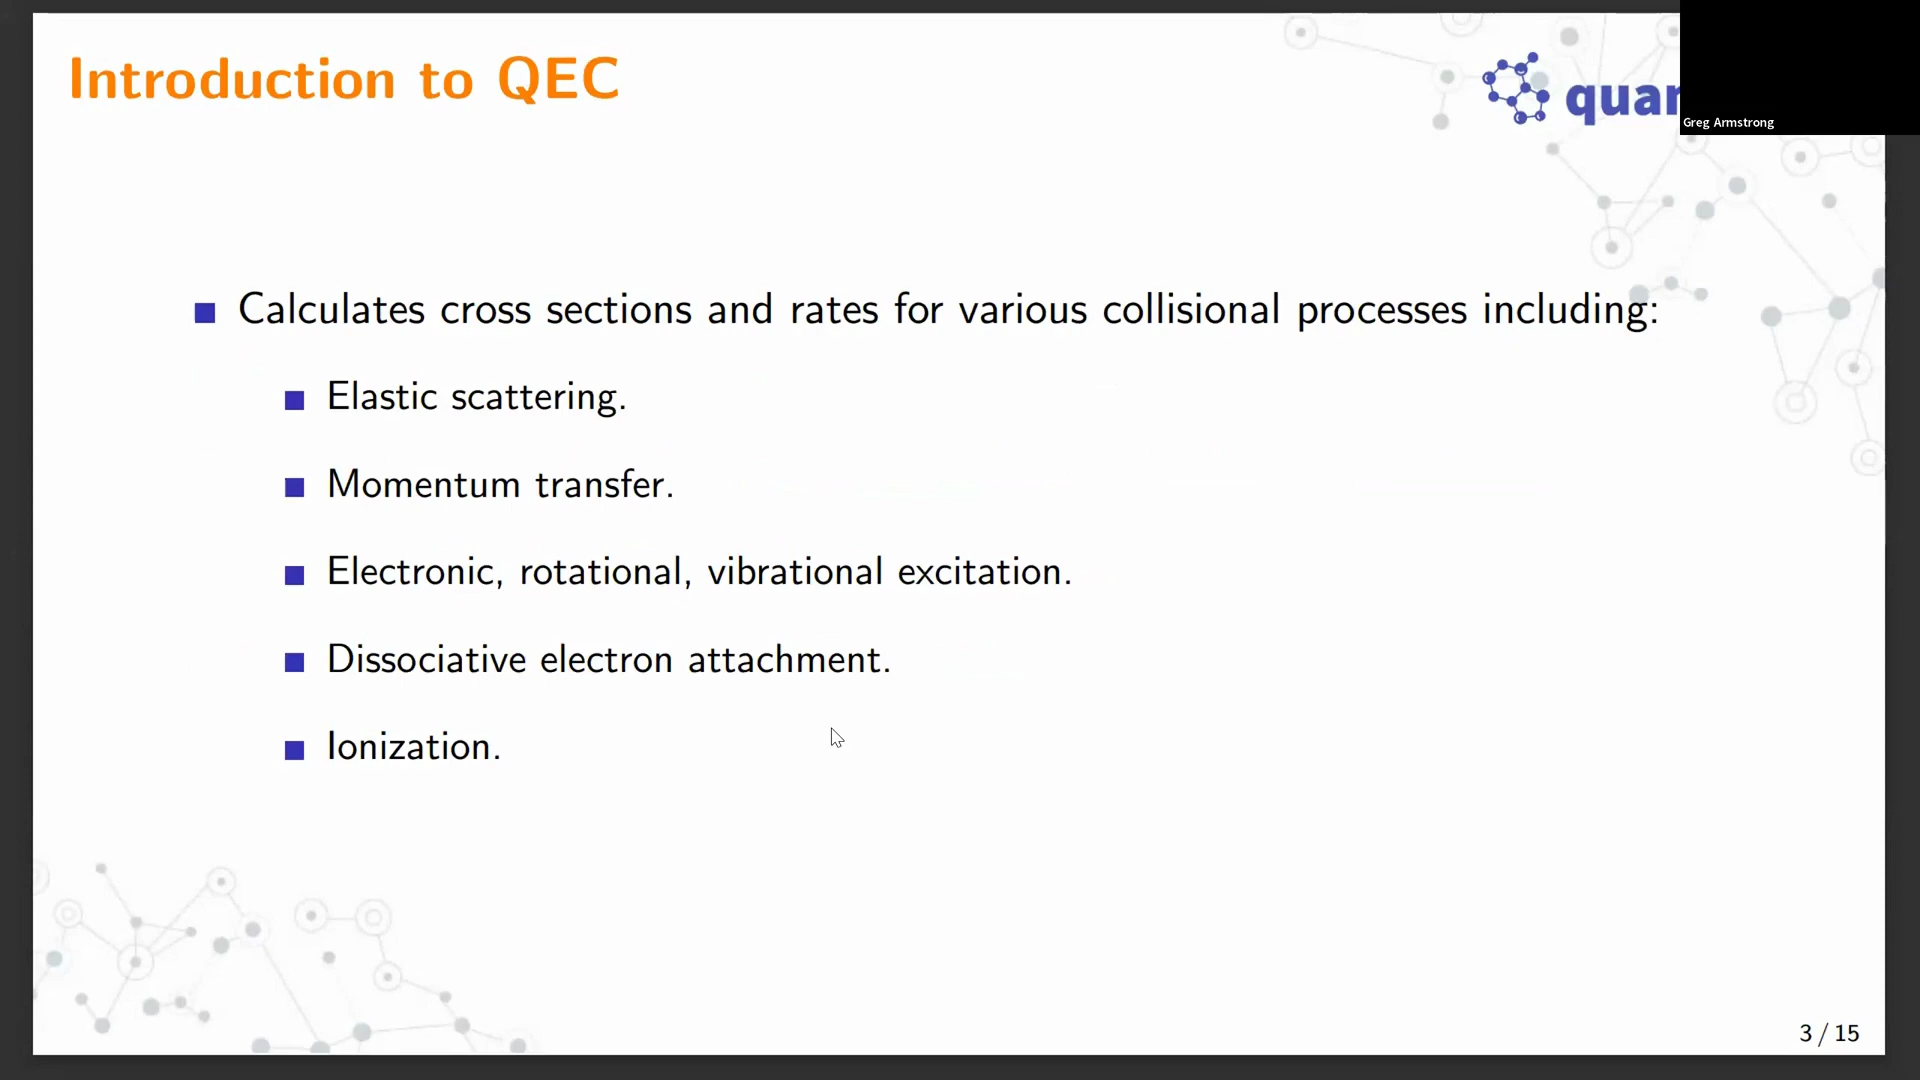 Introduction to QEC
Greg Armstrong
Calculates cross sections and rates for various collisional processes including:
Elastic scattering.
Momentum transfer.
Electronic, rotational, vibrational excitation.
Dissociative electron attachment.
Ionization.
3 / 15